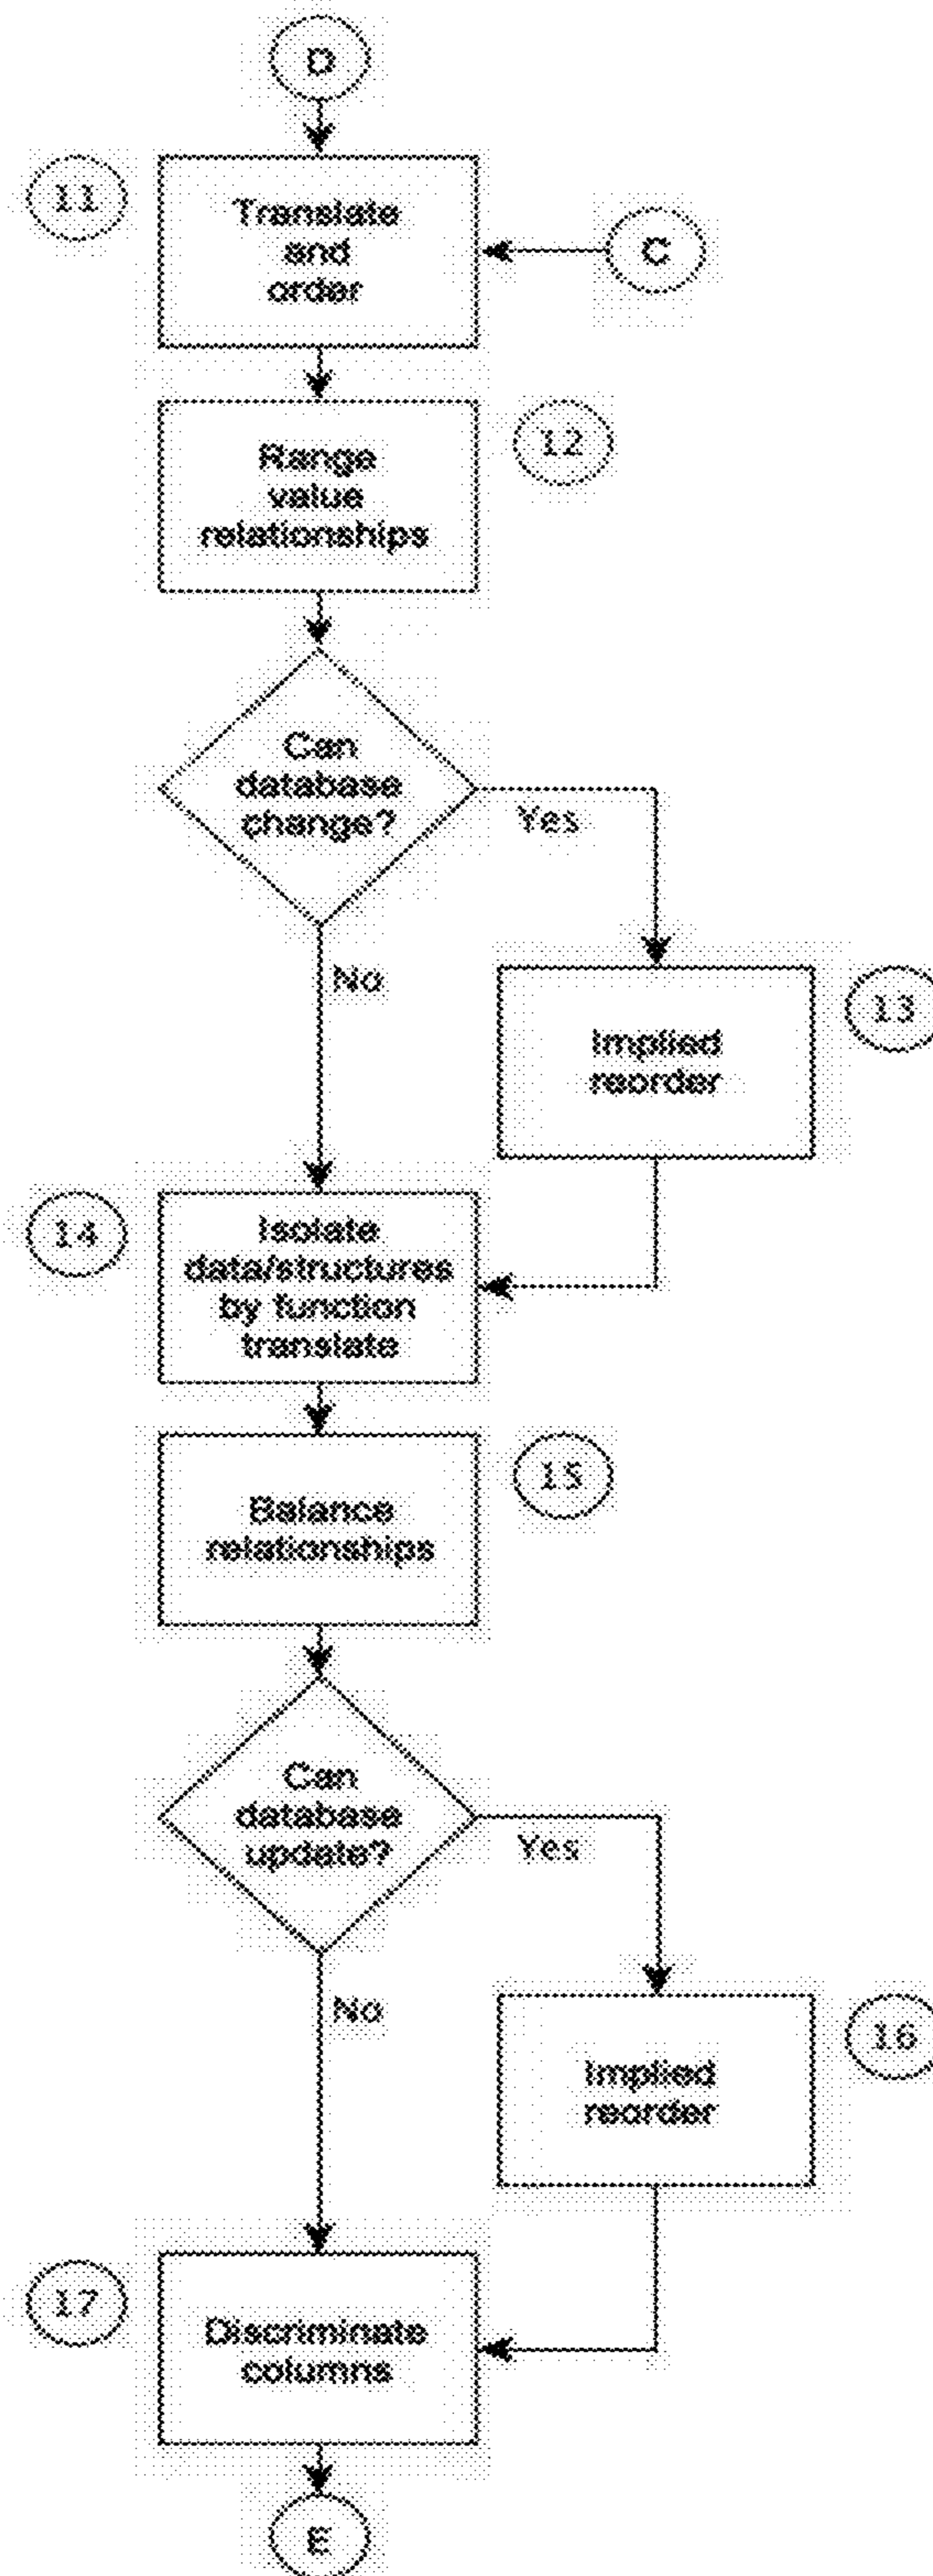 D
11
Translate
and
order
C
Range
value
relationships
12
Can
database
change?
Yes
No
Implied
reorder
13
14
Isolate
data/structures
by function
translate
Balance
relationships
15
Can
database
update?
Yes
No
Implied
reorder
16
17
Discriminate
columns
E